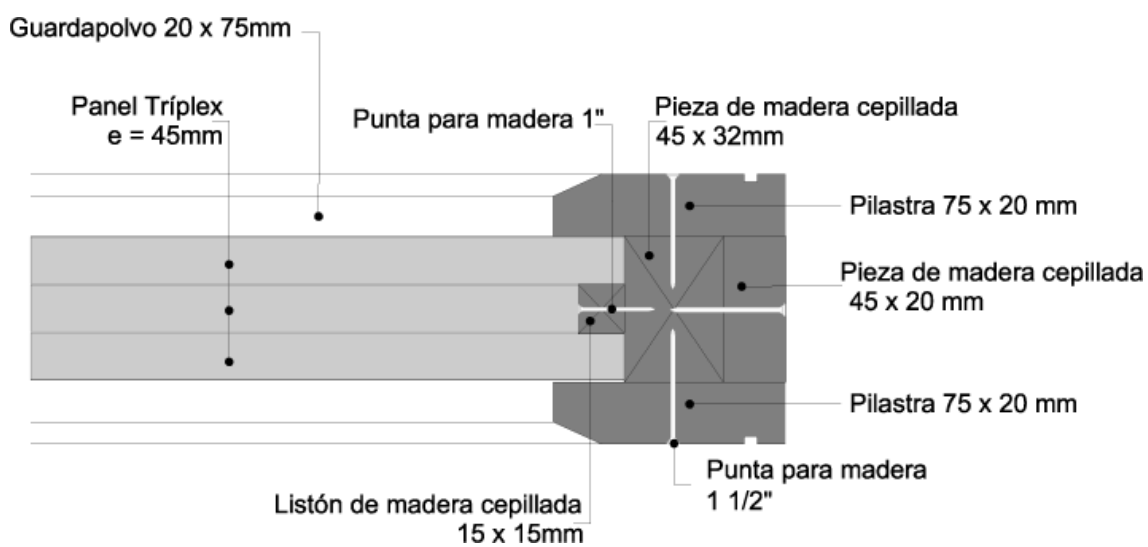 Guardapolvo 20 x 75mm
Panel Tríplex
e = 45mm
Punta para madera 1"
Pieza de madera cepillada
45 x 32mm
Pilastra 75 x 20 mm
Pieza de madera cepillada
45 x 20 mm
Pilastra 75 x 20 mm
Punta para madera
1 1/2"
Listón de madera cepillada
15 x 15mm